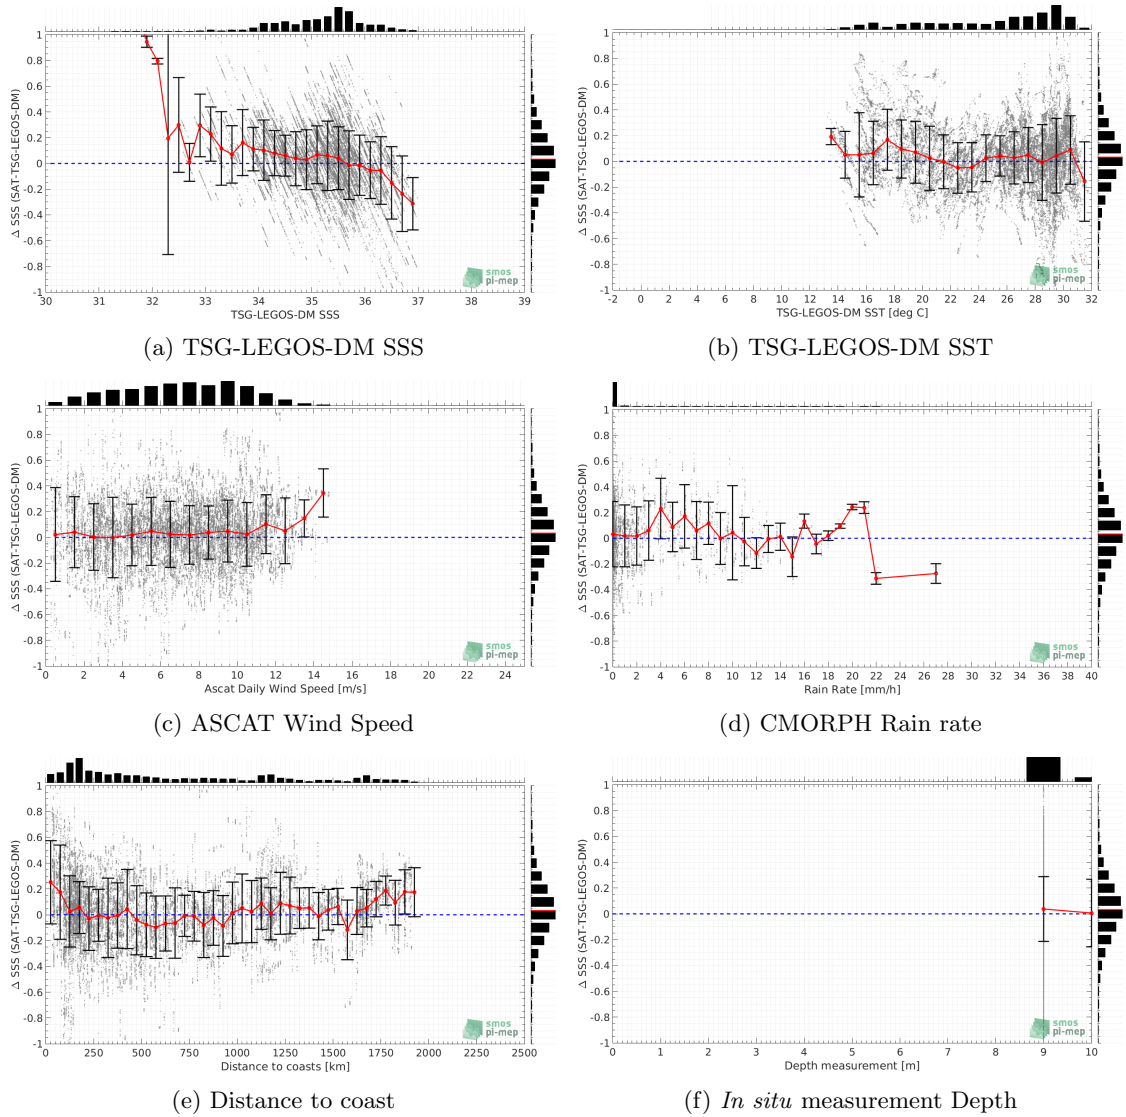 Δ SSS (SAT-TSG-LEGOS-DM)
1
0.8
0.6
0.4
0.2
0
-0.2
-0.4
-0.6
-0.8
-1
30 31 32 33 34 35 36 37 38 39
TSG-LEGOS-DM SSS
smos
pi-mep
(a) TSG-LEGOS-DM SSS
Δ SSS (SAT-TSG-LEGOS-DM)
1
0.8
0.6
0.4
0.2
0
-0.2
-0.4
-0.6
-0.8
-1
-2 0 2 4 6 8 10 12 14 16 18 20 22 24 26 28 30 32
TSG-LEGOS-DM SST [deg C]
smos
pi-mep
(b) TSG-LEGOS-DM SST
Δ SSS (SAT-TSG-LEGOS-DM)
1
0.8
0.6
0.4
0.2
0
-0.2
-0.4
-0.6
-0.8
-1
0 2 4 6 8 10 12 14 16 18 20 22 24
Ascat Daily Wind Speed [m/s]
smos
pi-mep
(c) ASCAT Wind Speed
Δ SSS (SAT-TSG-LEGOS-DM)
1
0.8
0.6
0.4
0.2
0
-0.2
-0.4
-0.6
-0.8
-1
0 2 4 6 8 10 12 14 16 18 20 22 24 26 28 30 32 34 36 38 40
Rain Rate [mm/h]
smos
pi-mep
(d) CMORPH Rain rate
Δ SSS (SAT-TSG-LEGOS-DM)
1
0.8
0.6
0.4
0.2
0
-0.2
-0.4
-0.6
-0.8
-1
0 250 500 750 1000 1250 1500 1750 2000 2250 2500
Distance to coasts [km]
smos
pi-mep
(e) Distance to coast
Δ SSS (SAT-TSG-LEGOS-DM)
1
0.8
0.6
0.4
0.2
0
-0.2
-0.4
-0.6
-0.8
-1
0 1 2 3 4 5 6 7 8 9 10
Depth measurement [m]
smos
pi-mep
(f) In situ measurement Depth